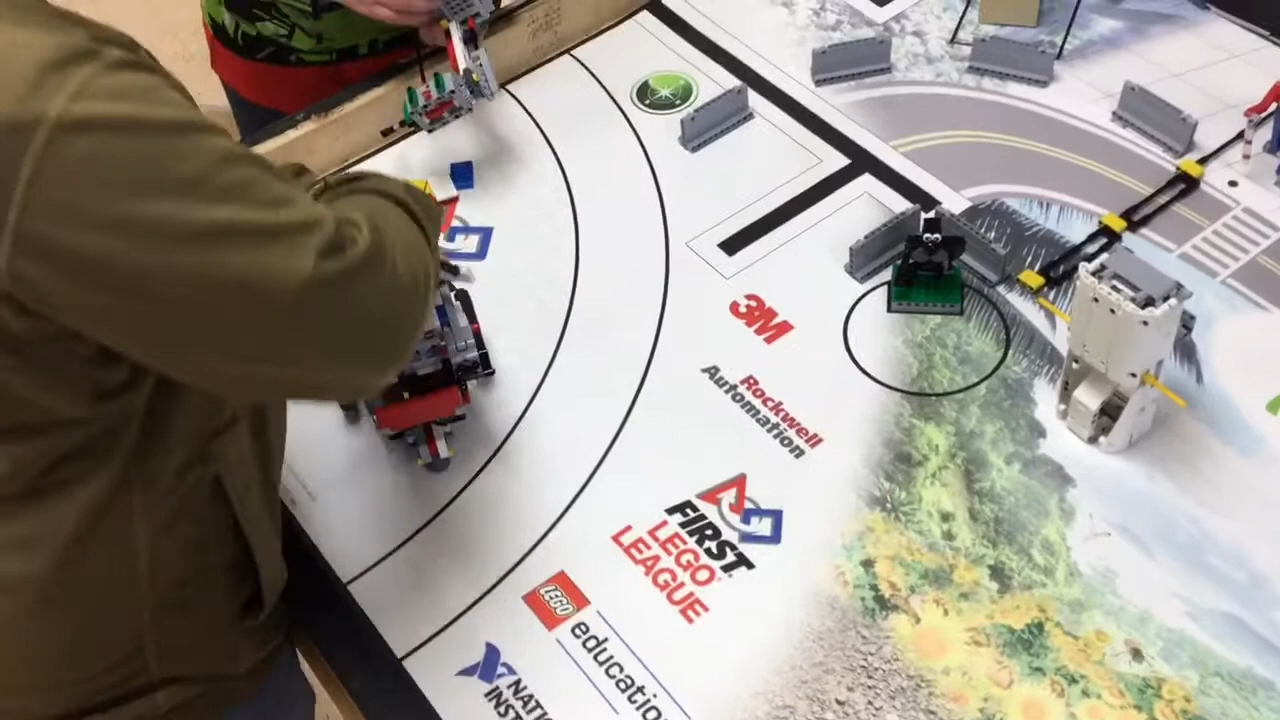 3M
Rockwell
Automation
FIRST
LEGO
LEAGUE
LEGO
education